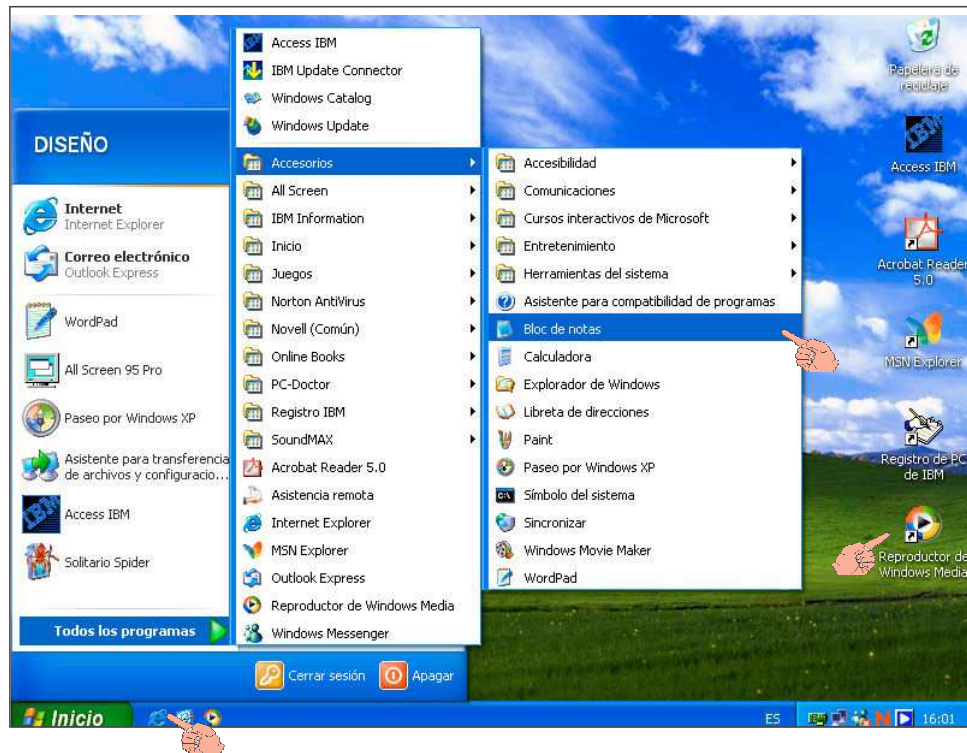 DISEÑO
Internet
Internet Explorer
Correo electrónico
Outlook Express
WordPad
All Screen 95 Pro
Paseo por Windows XP
Asistente para transferencia
de archivos y configuracio...
Access IBM
Solitario Spider
Todos los programas
Access IBM
IBM Update Connector
Windows Catalog
Windows Update
Accesorios
All Screen
IBM Information
Inicio
Juegos
Norton AntiVirus
Novell (Común)
Online Books
PC-Doctor
Registro IBM
SoundMAX
Acrobat Reader 5.0
Asistencia remota
Internet Explorer
MSN Explorer
Outlook Express
Reproductor de Windows Media
Windows Messenger
Accesibilidad
Comunicaciones
Cursos interactivos de Microsoft
Entretenimiento
Herramientas del sistema
Asistente para compatibilidad de programas
Bloc de notas
Calculadora
Explorador de Windows
Libreta de direcciones
Paint
Paseo por Windows XP
Símbolo del sistema
Sincronizar
Windows Movie Maker
WordPad
Papelera de
reciclaje
Access IBM
Acrobat Reader
5.0
MSN Explorer
Registro de PC
de IBM
Reproductor de
Windows Media
Cerrar sesión
Apagar
Inicio
ES
16:01